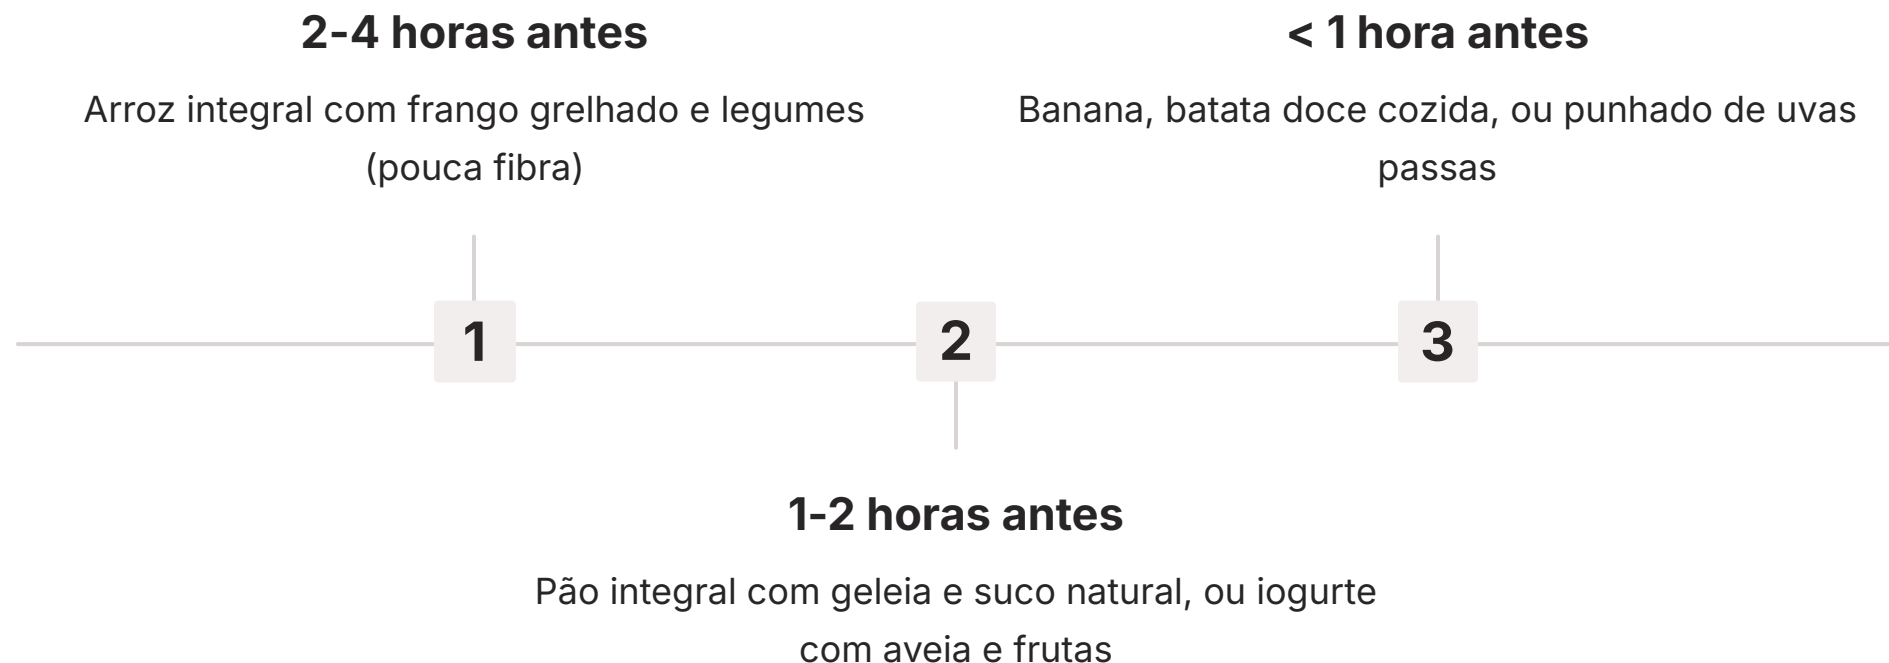 2-4 horas antes
Arroz integral com frango grelhado e legumes
(pouca fibra)
< 1 hora antes
Banana, batata doce cozida, ou punhado de uvas
passas
1
2
3
1-2 horas antes
Pão integral com geleia e suco natural, ou iogurte
com aveia e frutas